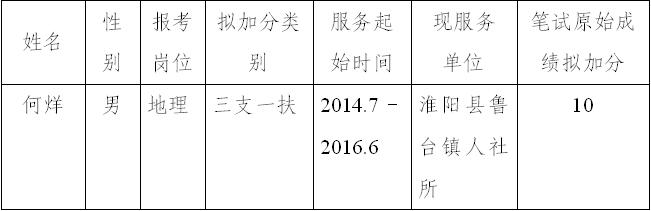 姓名 性别 报考岗位 拟加分类别 服务起始时间 现服务单位 笔试原始成绩拟加分
何烊 男 地理 三支一扶 2014.7－2016.6 淮阳县鲁台镇人社所 10